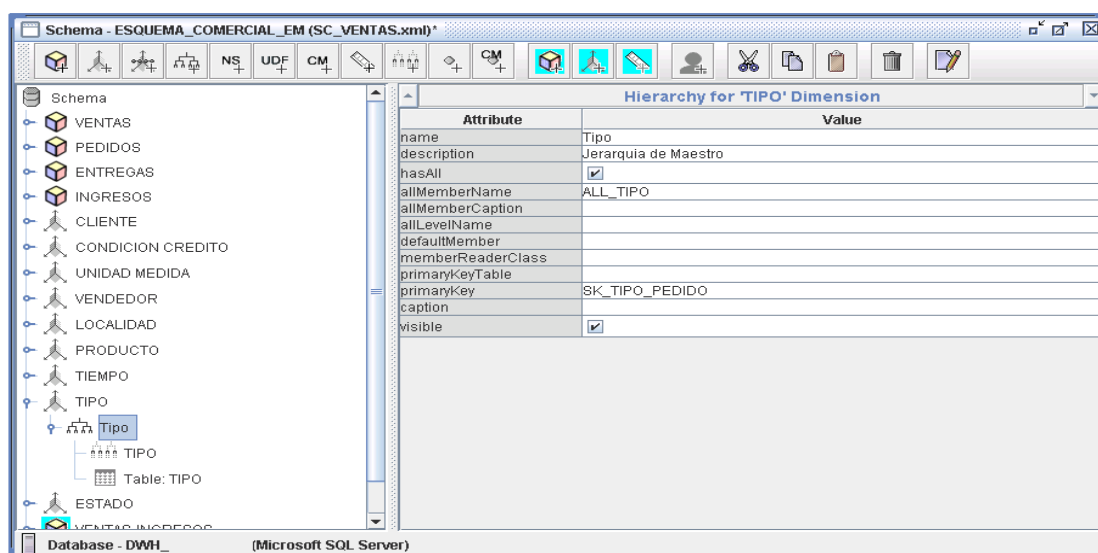 Schema - ESQUEMA_COMERCIAL_EM (SC_VENTAS.xml)*
NS UDF CM CM
Schema
VENTAS
PEDIDOS
ENTREGAS
INGRESOS
CLIENTE
CONDICION CREDITO
UNIDAD MEDIDA
VENDEDOR
LOCALIDAD
PRODUCTO
TIEMPO
TIPO
Tipo
TIPO
Table: TIPO
ESTADO
VENTAS INGRESOS
Hierarchy for 'TIPO' Dimension
Attribute Value
name Tipo
description Jerarquia de Maestro
hasAll
allMemberName ALL_TIPO
allMemberCaption
allLevelName
defaultMember
memberReaderClass
primaryKeyTable
primaryKey SK_TIPO_PEDIDO
caption
visible
Database - DWH_ (Microsoft SQL Server)